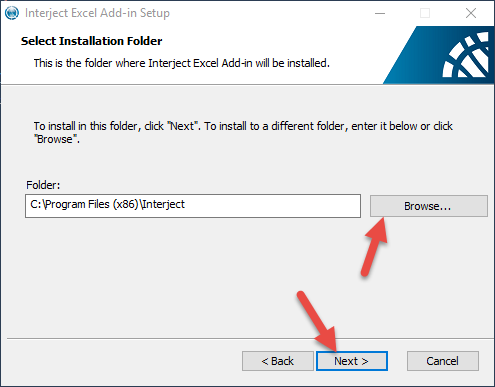 Interject Excel Add-in Setup
Select Installation Folder
This is the folder where Interject Excel Add-in will be installed.
To install in this folder, click "Next". To install to a different folder, enter it below or click
"Browse".
Folder:
C:\Program Files (x86)\Interject
Browse...
< Back
Next >
Cancel